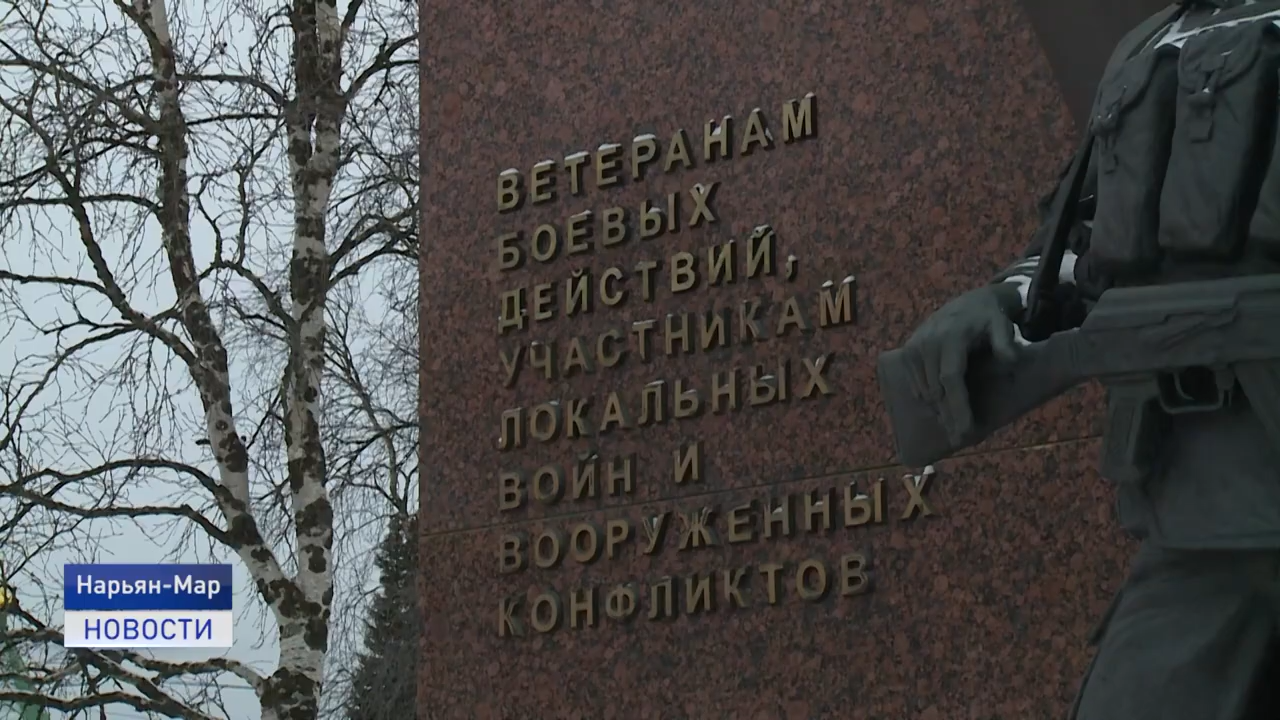 ВЕТЕРАНАМ
БОЕВЫХ
ДЕЙСТВИЙ,
УЧАСТНИКАМ
ЛОКАЛЬНЫХ
ВОЙН И
ВООРУЖЕННЫХ
КОНФЛИКТОВ
Нарьян-Мар
НОВОСТИ